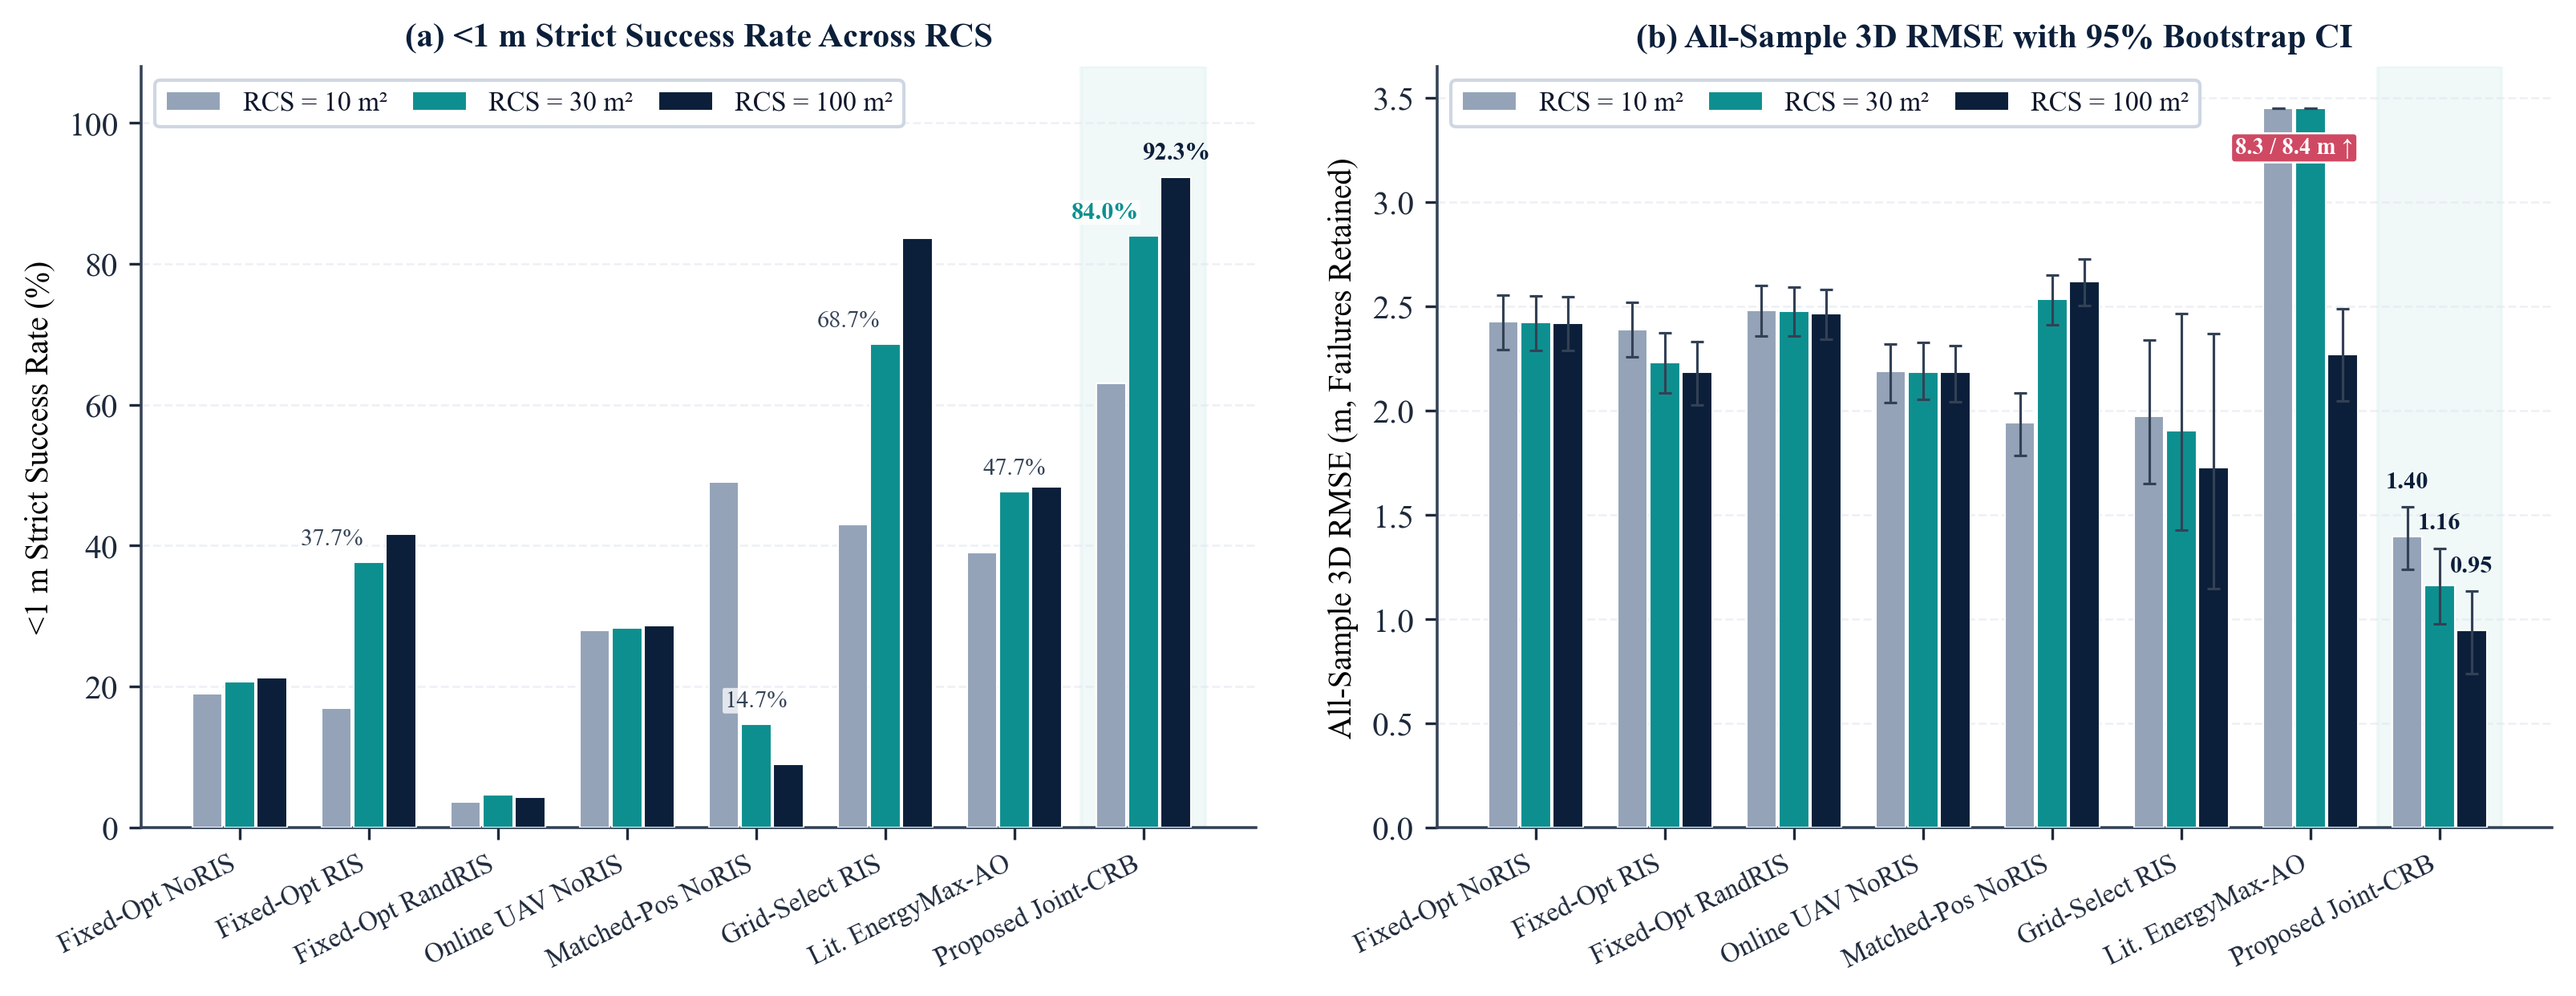 (a) <1 m Strict Success Rate Across RCS
RCS = 10 m²
RCS = 30 m²
RCS = 100 m²
<1 m Strict Success Rate (%)
100
80
60
40
20
0
37.7%
14.7%
68.7%
47.7%
84.0%
92.3%
Fixed-Opt NoRIS
Fixed-Opt RIS
Fixed-Opt RandRIS
Online UAV NoRIS
Matched-Pos NoRIS
Grid-Select RIS
Lit. EnergyMax-AO
Proposed Joint-CRB
(b) All-Sample 3D RMSE with 95% Bootstrap CI
RCS = 10 m²
RCS = 30 m²
RCS = 100 m²
All-Sample 3D RMSE (m, Failures Retained)
3.5
3.0
2.5
2.0
1.5
1.0
0.5
0.0
8.3 / 8.4 m ↑
1.40
1.16
0.95
Fixed-Opt NoRIS
Fixed-Opt RIS
Fixed-Opt RandRIS
Online UAV NoRIS
Matched-Pos NoRIS
Grid-Select RIS
Lit. EnergyMax-AO
Proposed Joint-CRB